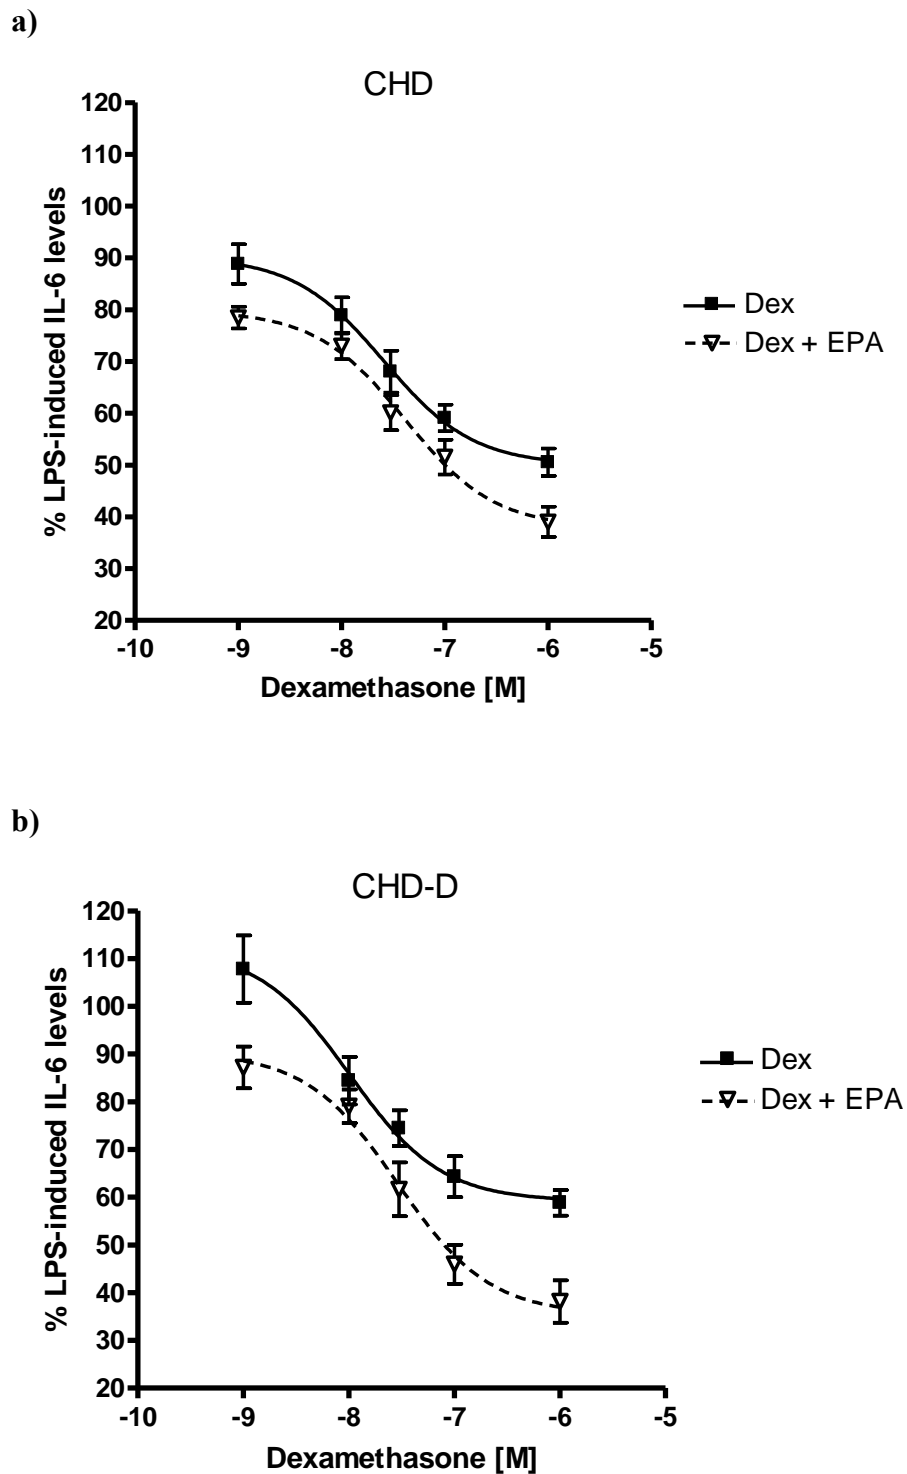 a)
CHD
120
110
100
90
80
70
60
50
40
30
20
% LPS-induced IL-6 levels
-10
-9
-8
-7
-6
-5
Dexamethasone [M]
Dex
Dex + EPA
b)
CHD-D
120
110
100
90
80
70
60
50
40
30
20
% LPS-induced IL-6 levels
-10
-9
-8
-7
-6
-5
Dexamethasone [M]
Dex
Dex + EPA